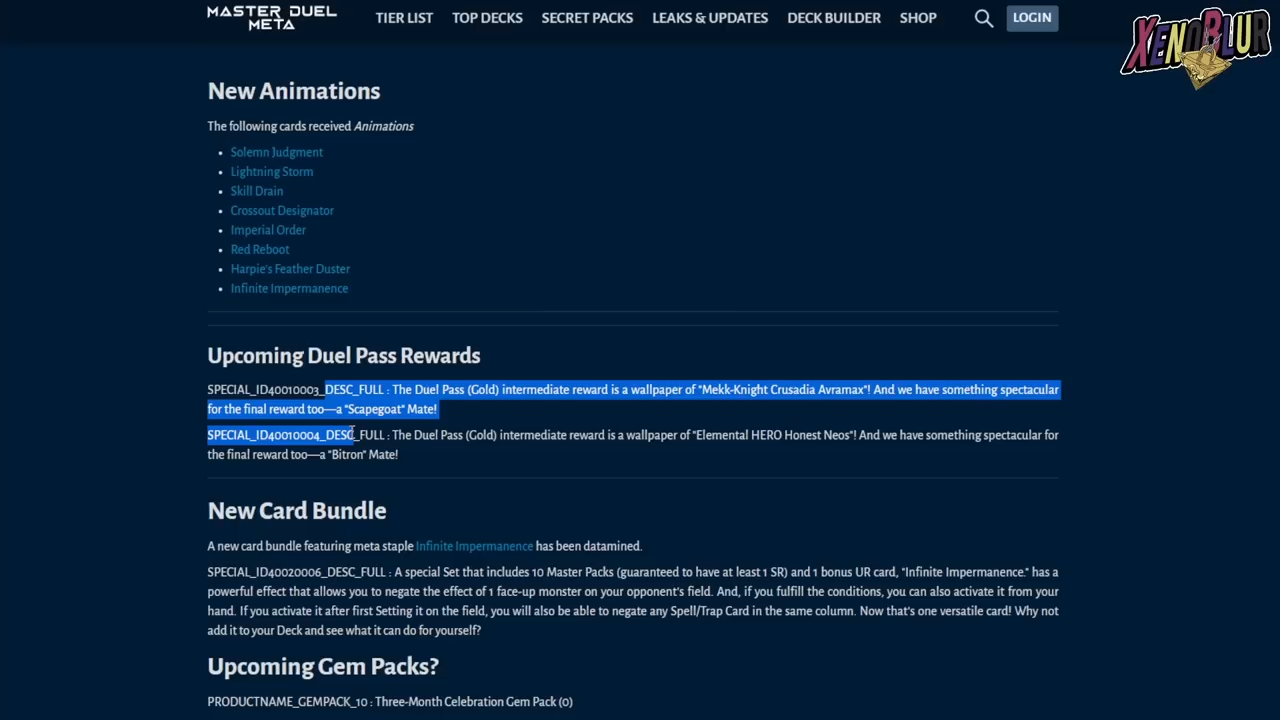 MASTER DUEL
META
TIER LIST
TOP DECKS
SECRET PACKS
LEAKS & UPDATES
DECK BUILDER
SHOP
LOGIN
XENOBLUR
New Animations
The following cards received Animations
Solemn Judgment
Lightning Storm
Skill Drain
Crossout Designator
Imperial Order
Red Reboot
Harpie's Feather Duster
Infinite Impermanence
Upcoming Duel Pass Rewards
SPECIAL_ID40010003_DESC_FULL : The Duel Pass (Gold) intermediate reward is a wallpaper of "Mekk-Knight Crusadia Avramax"! And we have something spectacular
for the final reward too—a "Scapegoat" Mate!
SPECIAL_ID40010004_DESC_FULL : The Duel Pass (Gold) intermediate reward is a wallpaper of "Elemental HERO Honest Neos"! And we have something spectacular for
the final reward too—a "Bitron" Mate!
New Card Bundle
A new card bundle featuring meta staple Infinite Impermanence has been datamined.
SPECIAL_ID40020006_DESC_FULL : A special Set that includes 10 Master Packs (guaranteed to have at least 1 SR) and 1 bonus UR card, "Infinite Impermanence." has a
powerful effect that allows you to negate the effect of 1 face-up monster on your opponent's field. And, if you fulfill the conditions, you can also activate it from your
hand. If you activate it after first Setting it on the field, you will also be able to negate any Spell/Trap Card in the same column. Now that's one versatile card! Why not
add it to your Deck and see what it can do for yourself?
Upcoming Gem Packs?
PRODUCTNAME_GEMPACK_10 : Three-Month Celebration Gem Pack (0)